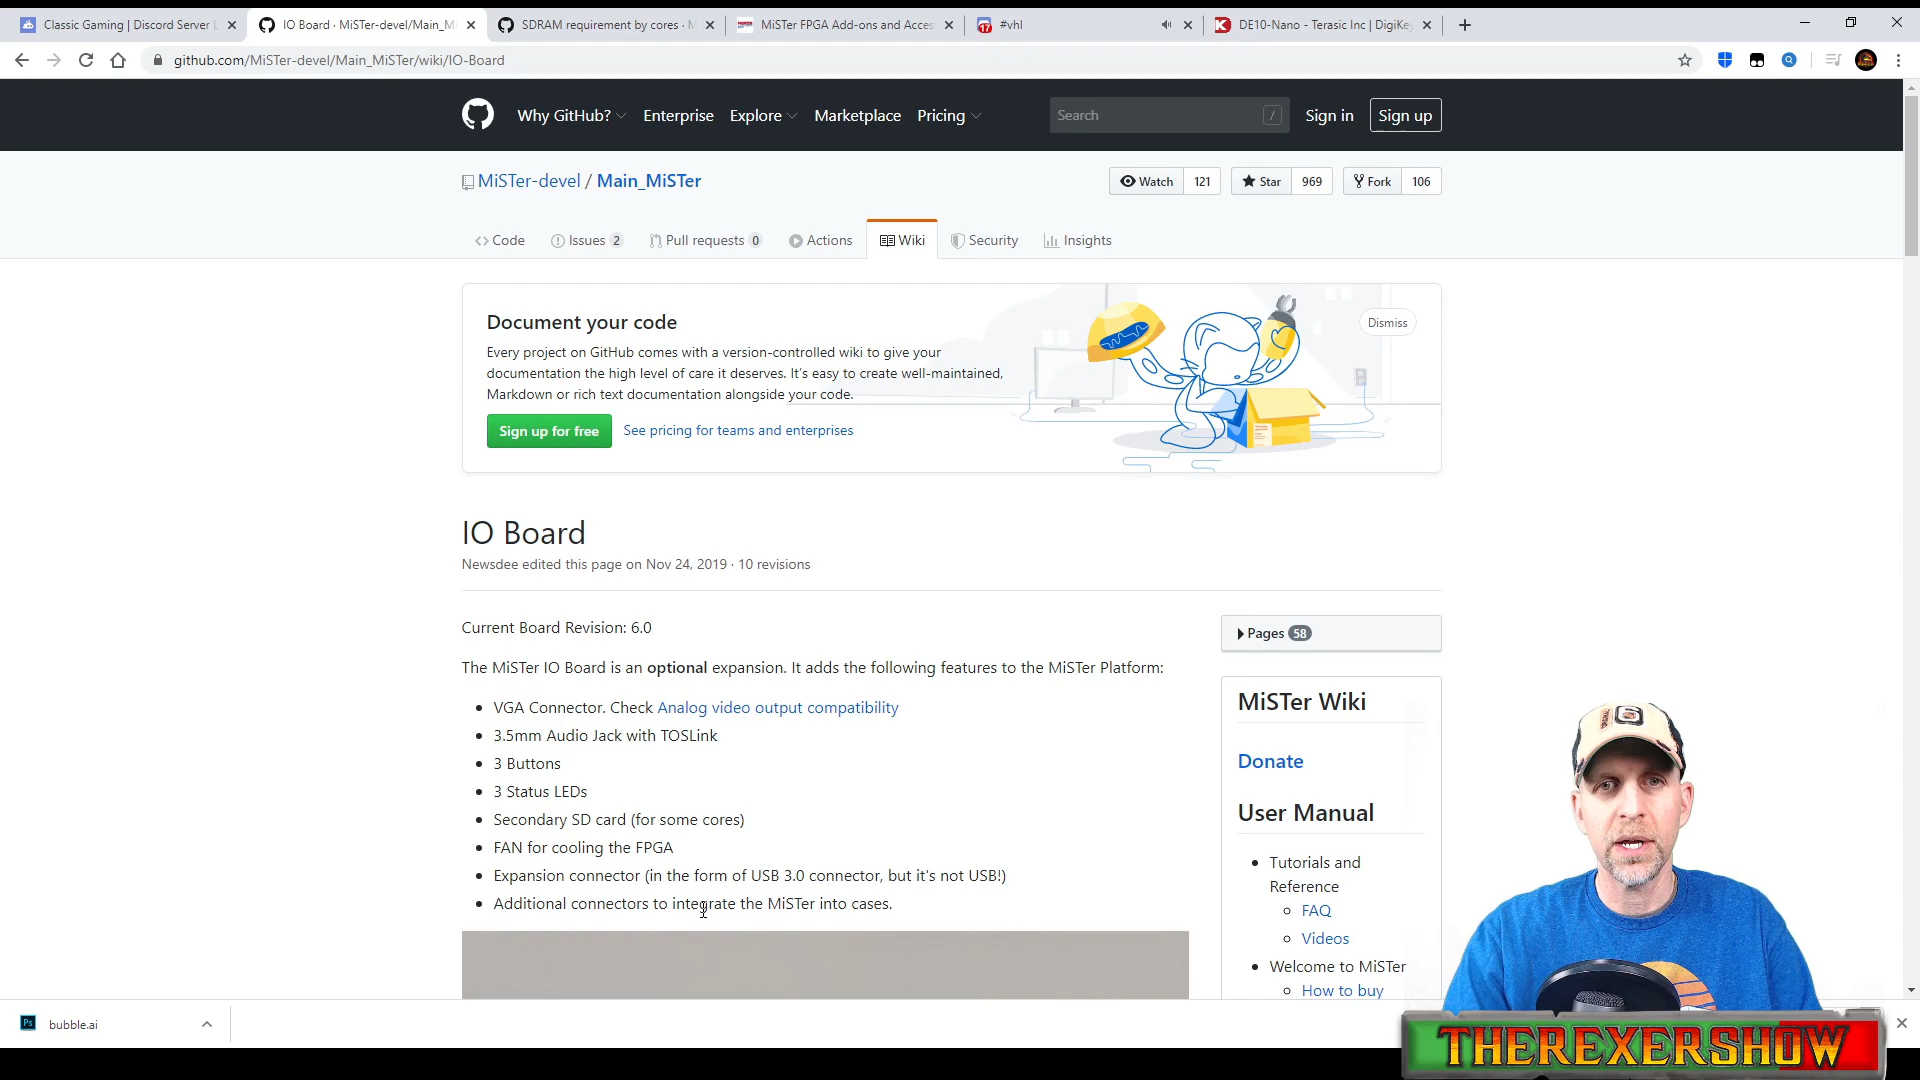 Classic Gaming | Discord Server L
IO Board · MiSTer-devel/Main_Mi
SDRAM requirement by cores · M
MiSTer FPGA Add-ons and Acces
17
#vhl
DE10-Nano - Terasic Inc | DigiKe
github.com/MiSTer-devel/Main_MiSTer/wiki/IO-Board
Why GitHub?
Enterprise
Explore
Marketplace
Pricing
Search
/
Sign in
Sign up
MiSTer-devel / Main_MiSTer
Watch 121
Star 969
Fork 106
Code
Issues 2
Pull requests 0
Actions
Wiki
Security
Insights
Document your code
Dismiss
Every project on GitHub comes with a version-controlled wiki to give your
documentation the high level of care it deserves. It's easy to create well-maintained,
Markdown or rich text documentation alongside your code.
Sign up for free
See pricing for teams and enterprises
IO Board
Newsdee edited this page on Nov 24, 2019 · 10 revisions
Current Board Revision: 6.0
The MiSTer IO Board is an optional expansion. It adds the following features to the MiSTer Platform:
• VGA Connector. Check Analog video output compatibility
• 3.5mm Audio Jack with TOSLink
• 3 Buttons
• 3 Status LEDs
• Secondary SD card (for some cores)
• FAN for cooling the FPGA
• Expansion connector (in the form of USB 3.0 connector, but it's not USB!)
• Additional connectors to integrate the MiSTer into cases.
Pages 58
MiSTer Wiki
Donate
User Manual
• Tutorials and
Reference
FAQ
Videos
• Welcome to MiSTer
How to buy
Ps
bubble.ai
THEREXERSHOW